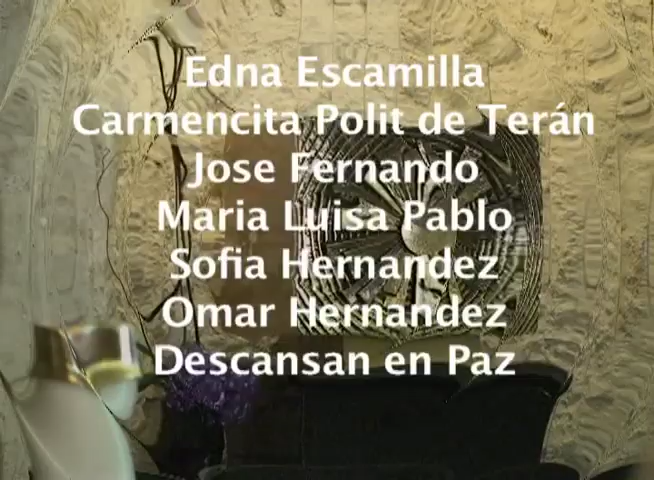 Edna Escamilla
Carmencita Polit de Terán
Jose Fernando
Maria Luisa Pablo
Sofia Hernandez
Omar Hernandez
Descansan en Paz